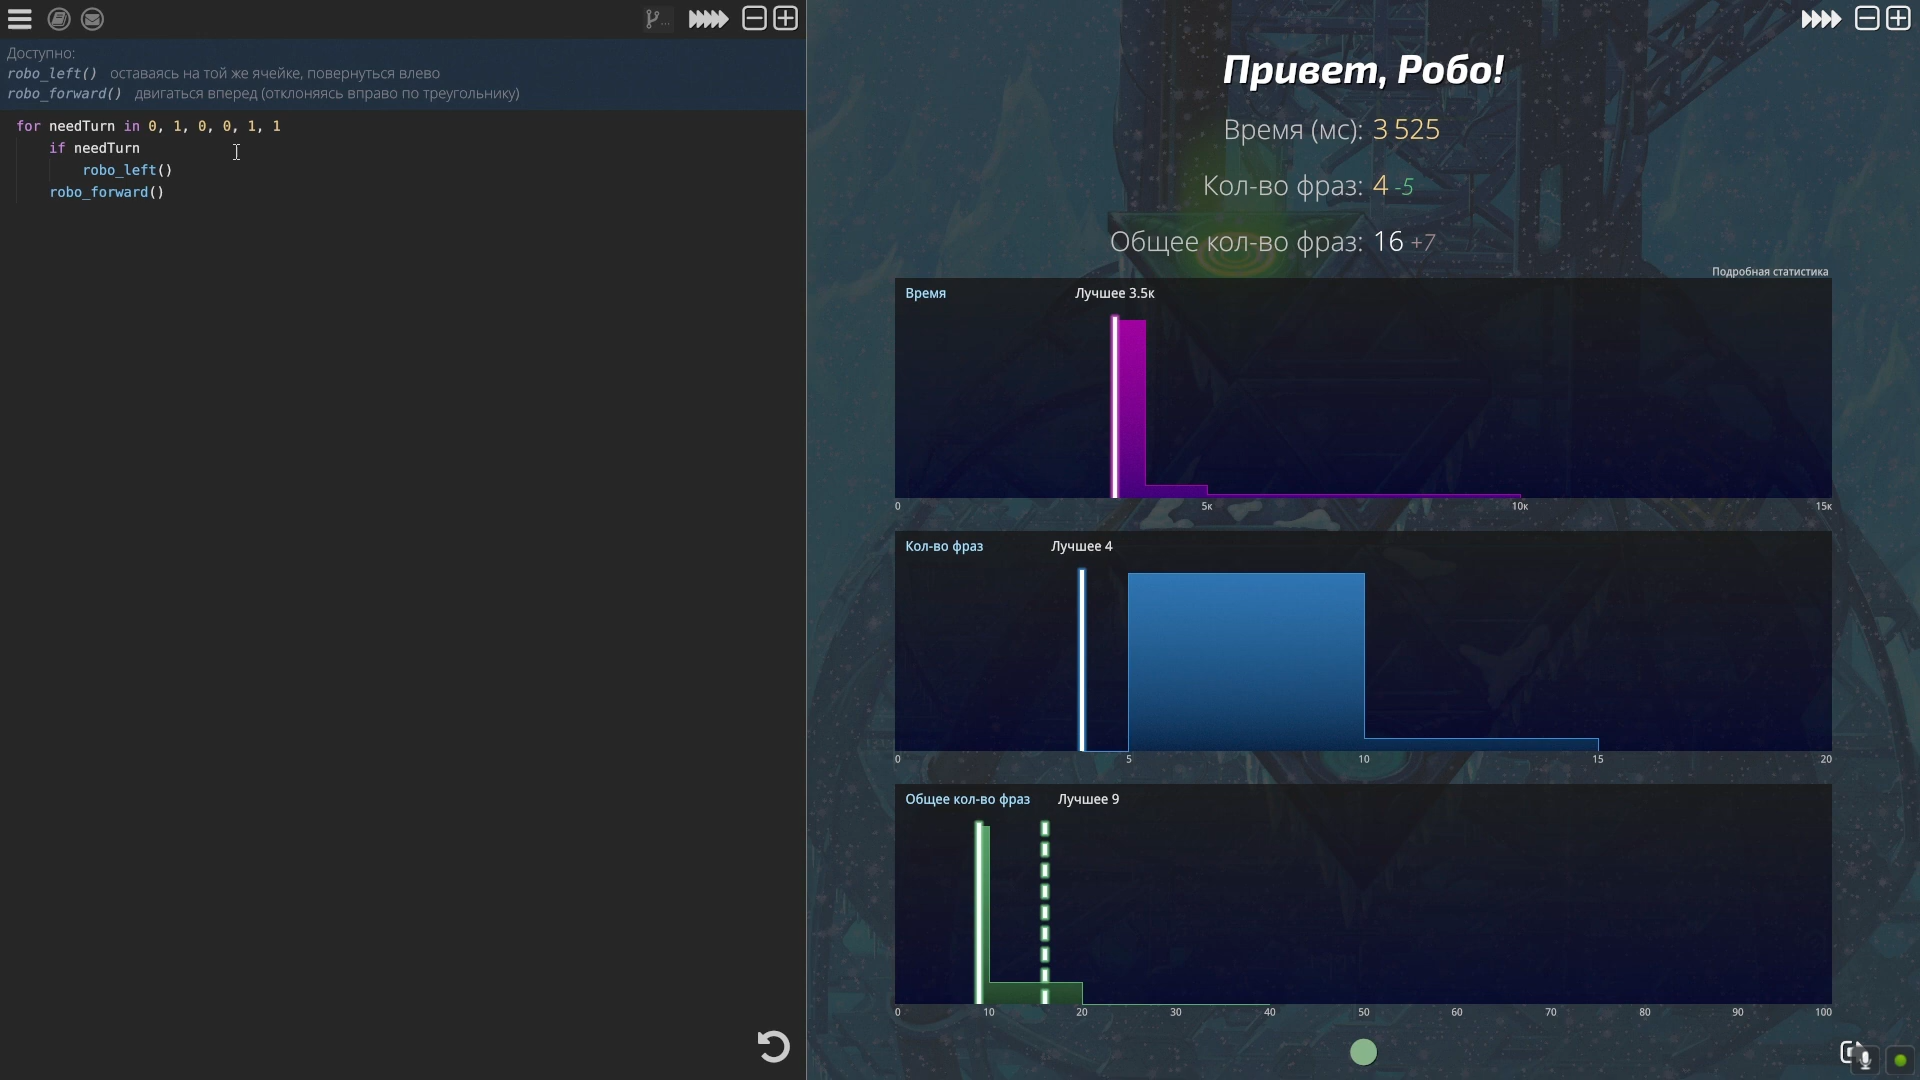 Доступно:
robo_left() оставаясь на той же ячейке, повернуться влево
robo_forward() двигаться вперед (отклоняясь вправо по треугольнику)
for needTurn in 0, 1, 0, 0, 1, 1
if needTurn
robo_left()
robo_forward()
Привет, Робо!
Время (мс): 3 525
Кол-во фраз: 4 -5
Общее кол-во фраз: 16 +7
Подробная статистика
Время Лучшее 3.5к
0 5к 10к 15к
Кол-во фраз Лучшее 4
0 5 10 15 20
Общее кол-во фраз Лучшее 9
0 10 20 30 40 50 60 70 80 90 100